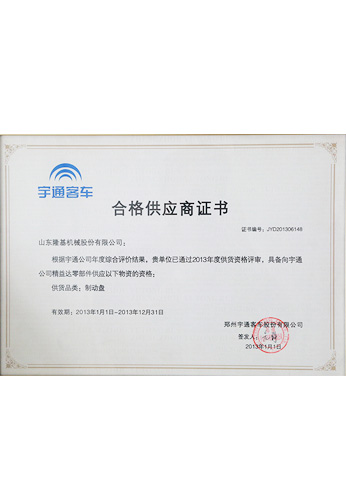 宇通客车
合格供应商证书
证书编号：JYD201306149
山东隆基机械股份有限公司：
根据宇通公司年度综合评价结果，贵单位已通过2013年度供货资格评审，具备向宇通
公司精益达零部件供应以下物资的资格：
供货品类：制动盘
有效期：2013年1月1日~2013年12月31日
郑州宇通客车股份有限公司
签发人：
2013年1月1日